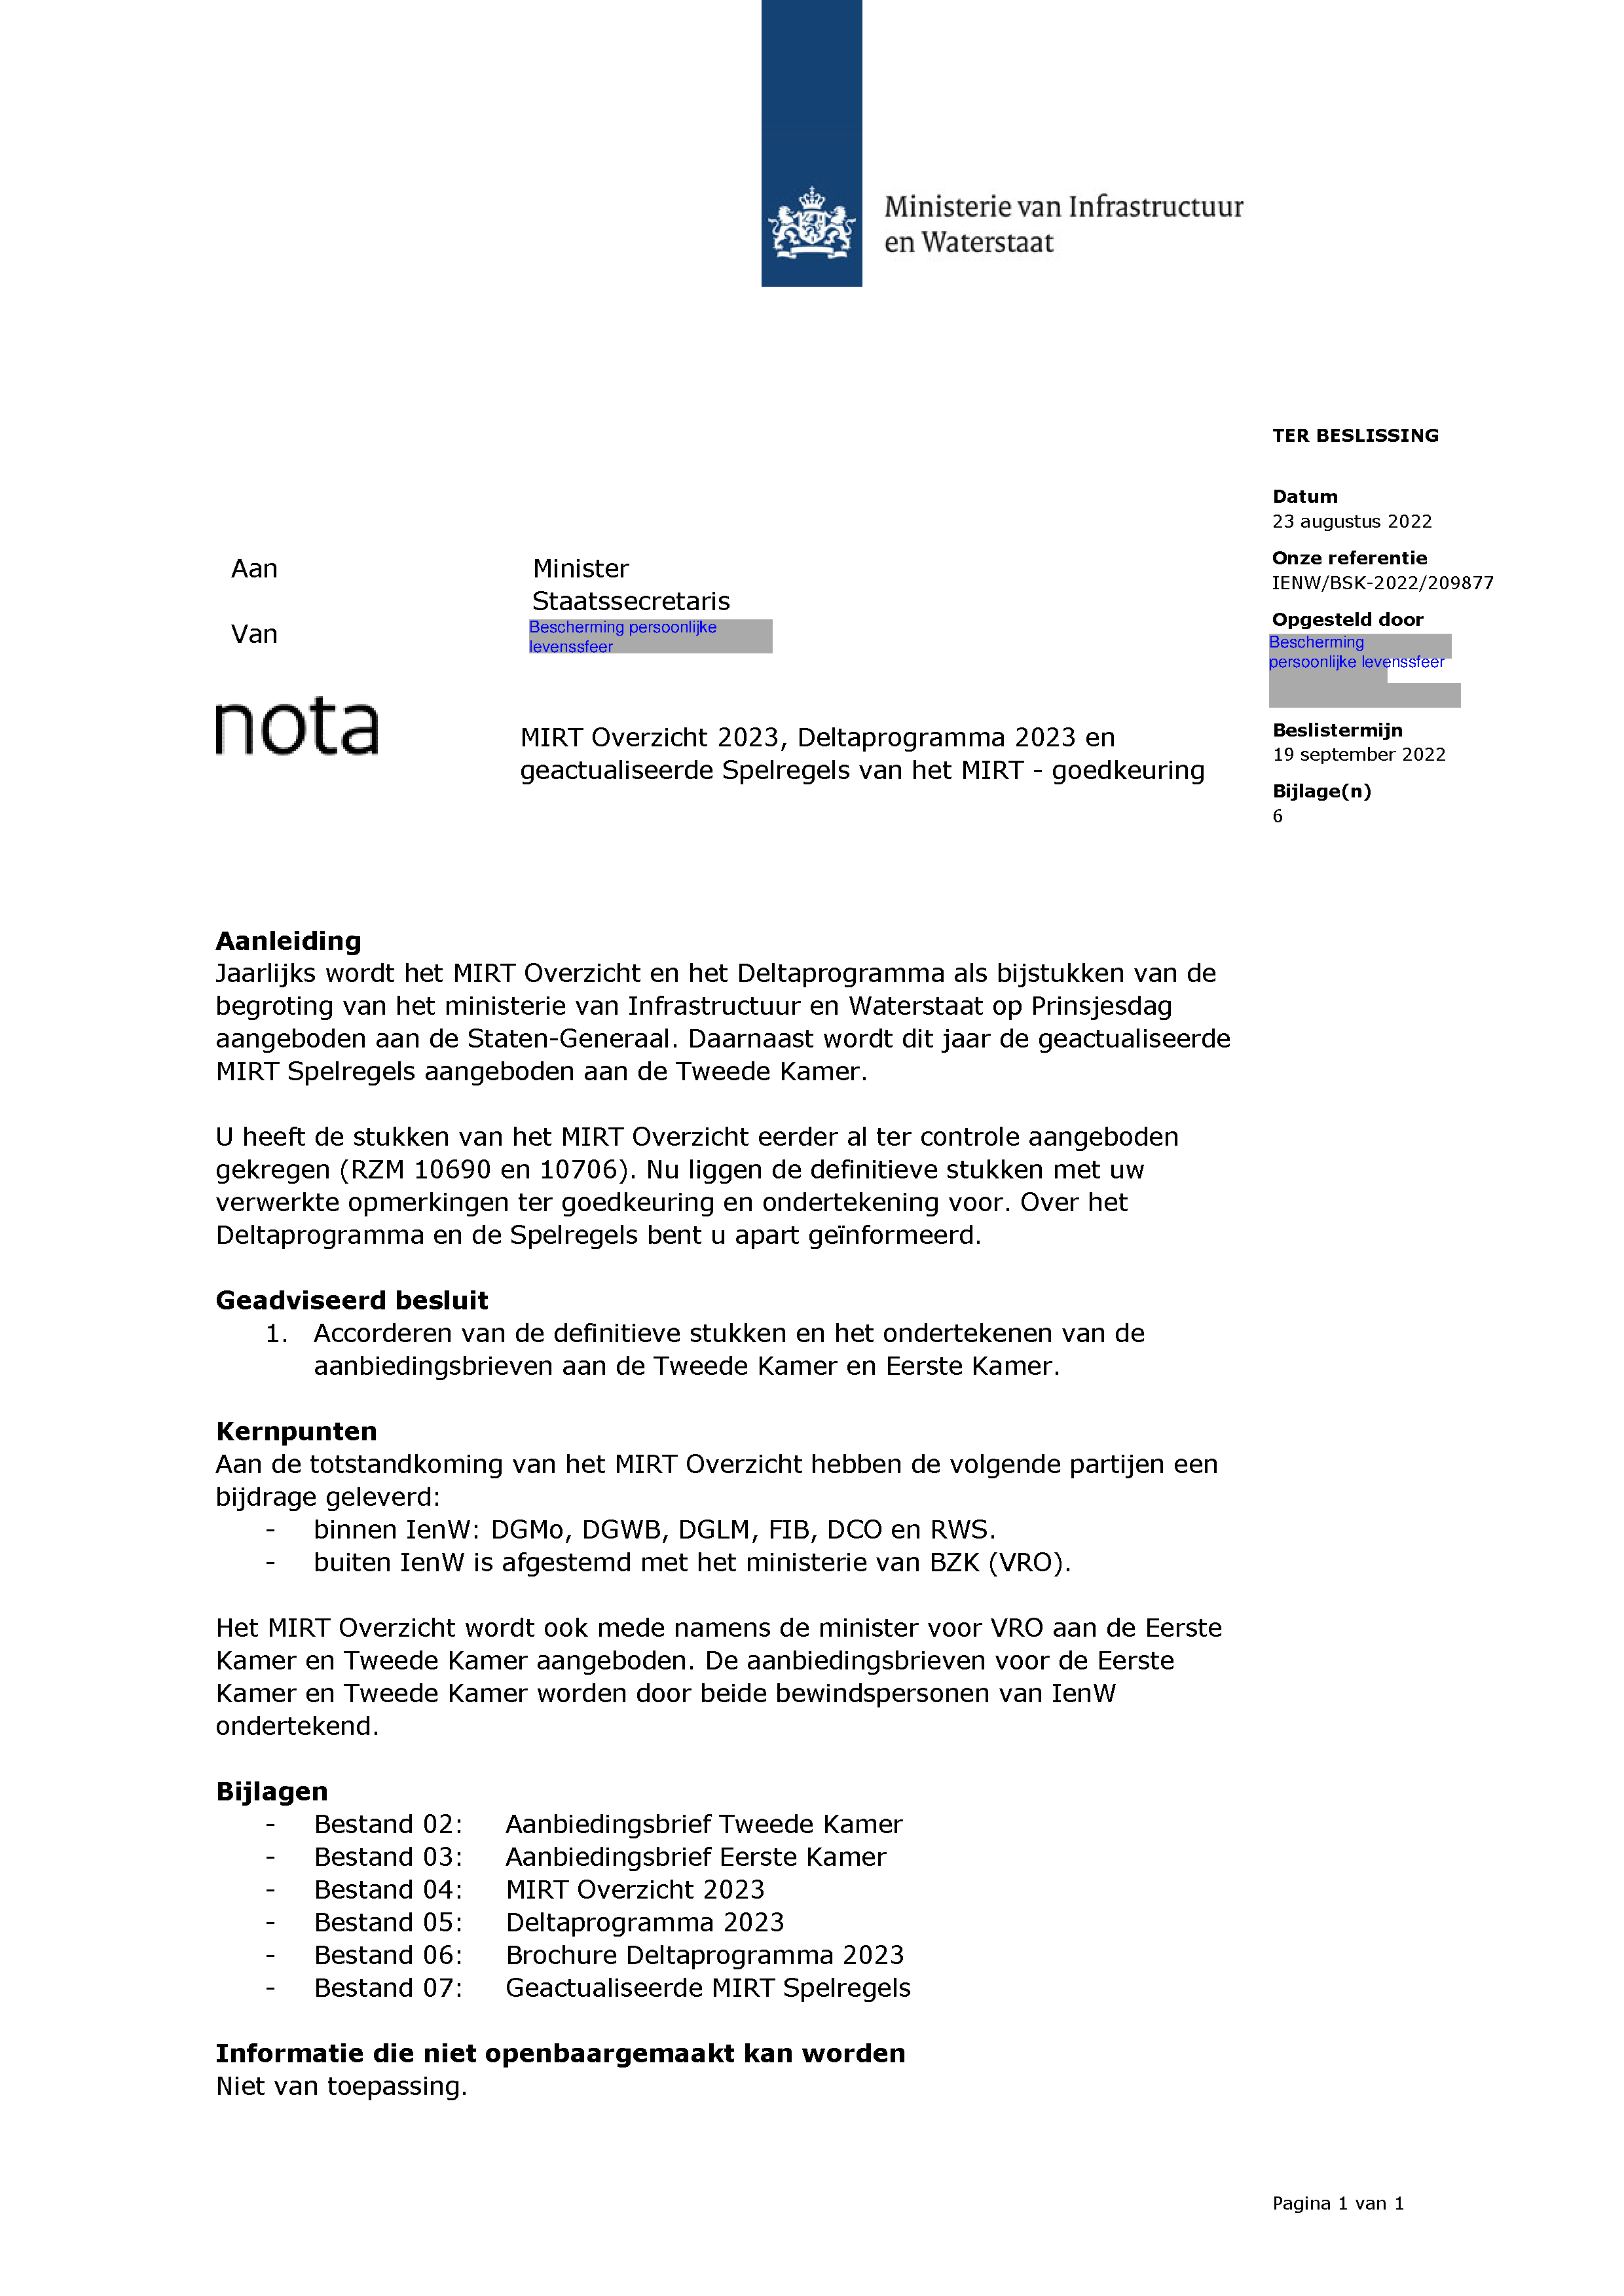 Ministerie van Infrastructuur
en Waterstaat
TER BESLISSING
Datum
23 augustus 2022
Onze referentie
IENW/BSK-2022/209877
Opgesteld door
Bescherming
persoonlijke levenssfeer
Beslistermijn
19 september 2022
Bijlage(n)
6
Aan
Minister
Staatssecretaris
Van
Bescherming persoonlijke
levenssfeer
nota
MIRT Overzicht 2023, Deltaprogramma 2023 en
geactualiseerde Spelregels van het MIRT - goedkeuring
Aanleiding
Jaarlijks wordt het MIRT Overzicht en het Deltaprogramma als bijstukken van de
begroting van het ministerie van Infrastructuur en Waterstaat op Prinsjesdag
aangeboden aan de Staten-Generaal. Daarnaast wordt dit jaar de geactualiseerde
MIRT Spelregels aangeboden aan de Tweede Kamer.
U heeft de stukken van het MIRT Overzicht eerder al ter controle aangeboden
gekregen (RZM 10690 en 10706). Nu liggen de definitieve stukken met uw
verwerkte opmerkingen ter goedkeuring en ondertekening voor. Over het
Deltaprogramma en de Spelregels bent u apart geïnformeerd.
Geadviseerd besluit
1. Accorderen van de definitieve stukken en het ondertekenen van de
aanbiedingsbrieven aan de Tweede Kamer en Eerste Kamer.
Kernpunten
Aan de totstandkoming van het MIRT Overzicht hebben de volgende partijen een
bijdrage geleverd:
- binnen IenW: DGMo, DGWB, DGLM, FIB, DCO en RWS.
- buiten IenW is afgestemd met het ministerie van BZK (VRO).
Het MIRT Overzicht wordt ook mede namens de minister voor VRO aan de Eerste
Kamer en Tweede Kamer aangeboden. De aanbiedingsbrieven voor de Eerste
Kamer en Tweede Kamer worden door beide bewindspersonen van IenW
ondertekend.
Bijlagen
- Bestand 02: Aanbiedingsbrief Tweede Kamer
- Bestand 03: Aanbiedingsbrief Eerste Kamer
- Bestand 04: MIRT Overzicht 2023
- Bestand 05: Deltaprogramma 2023
- Bestand 06: Brochure Deltaprogramma 2023
- Bestand 07: Geactualiseerde MIRT Spelregels
Informatie die niet openbaargemaakt kan worden
Niet van toepassing.
Pagina 1 van 1